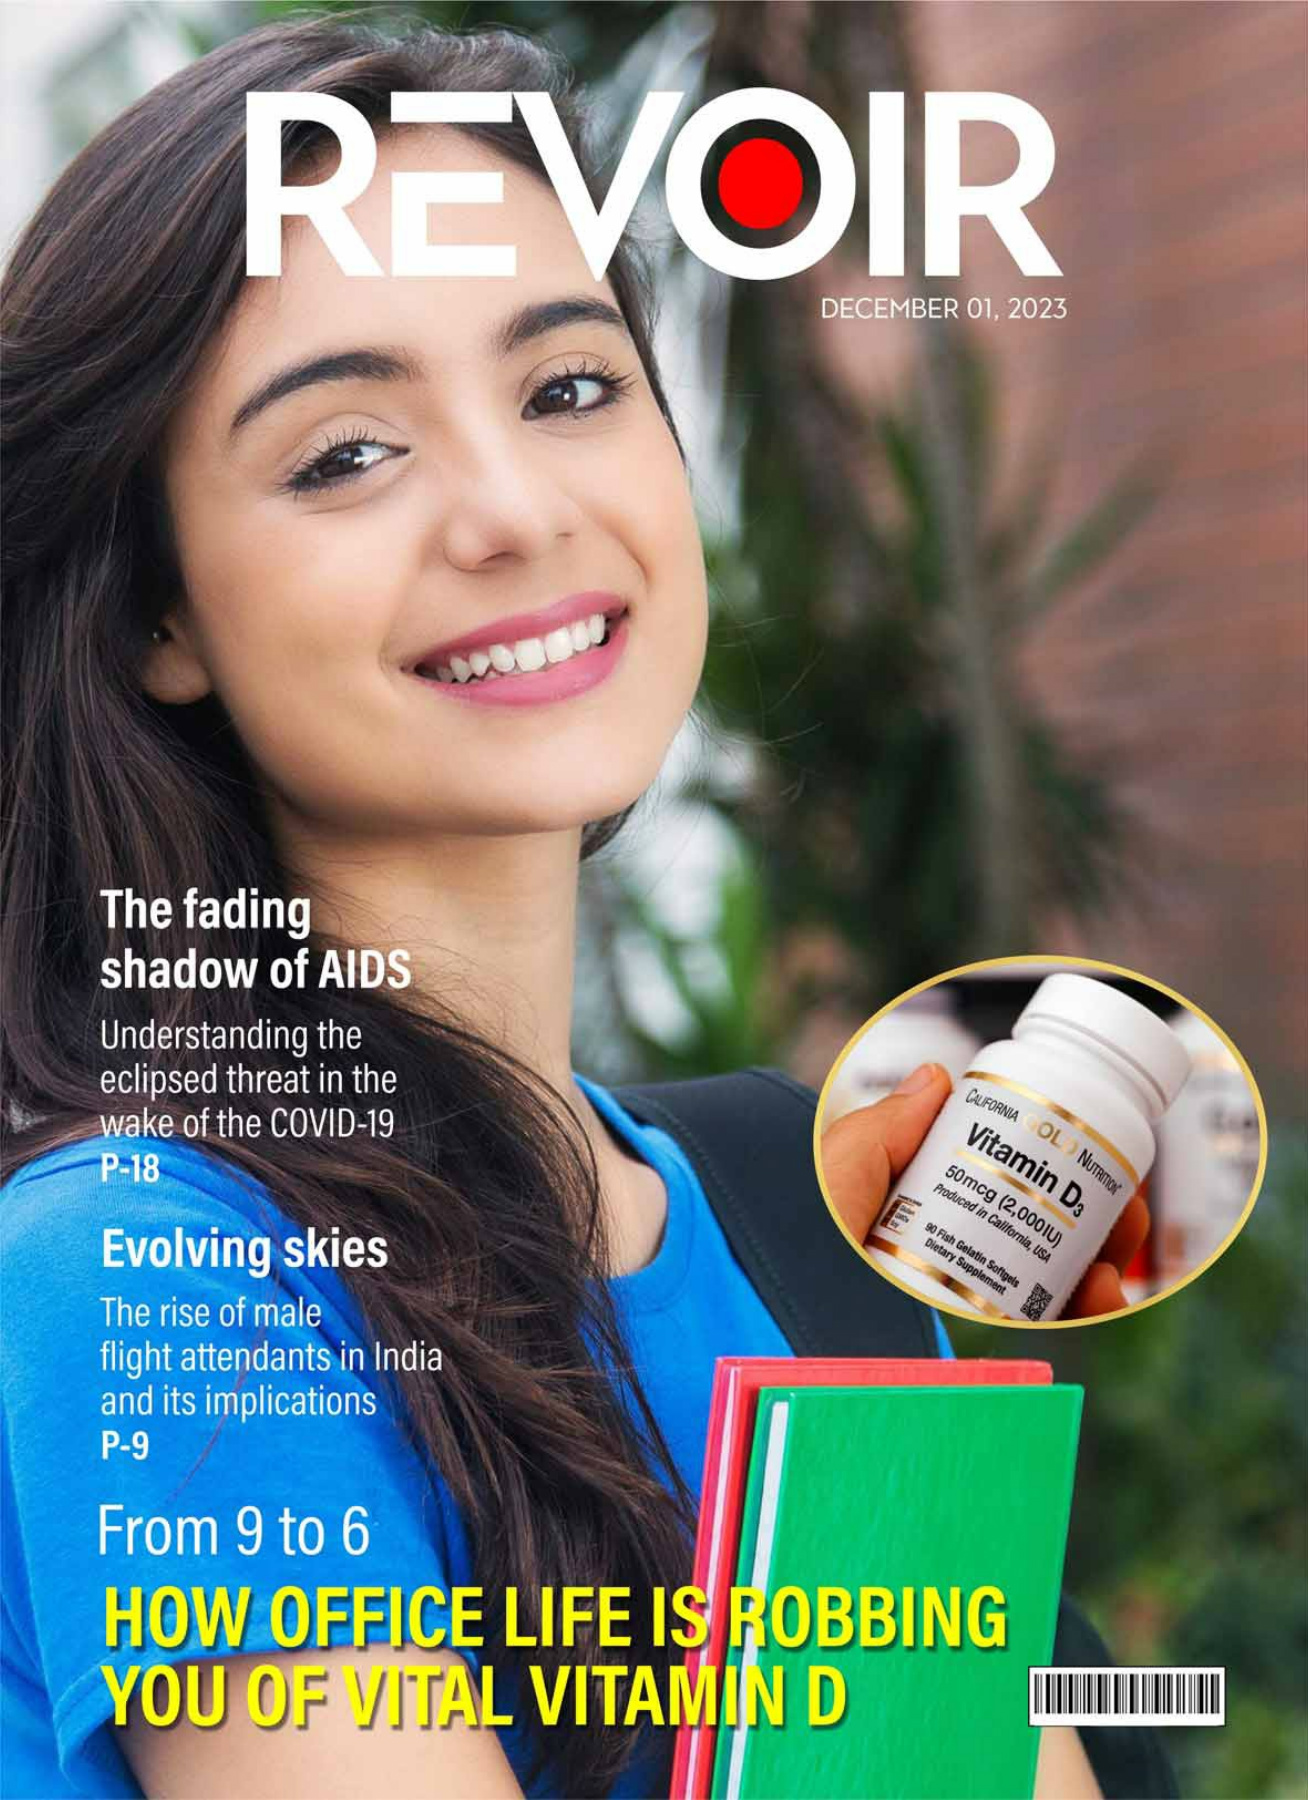 REVOIR
DECEMBER 01, 2023
The fading
shadow of AIDS
Understanding the
eclipsed threat in the
wake of the COVID-19
P-18
Evolving skies
The rise of male
flight attendants in India
and its implications
P-9
From 9 to 6
HOW OFFICE LIFE IS ROBBING
YOU OF VITAL VITAMIN D
CALIFORNIA GOLD NUTRITION
Vitamin D3
50mcg (2,000IU)
Produced in California, USA
90 Fish Gelatin Softgels
Dietary Supplement